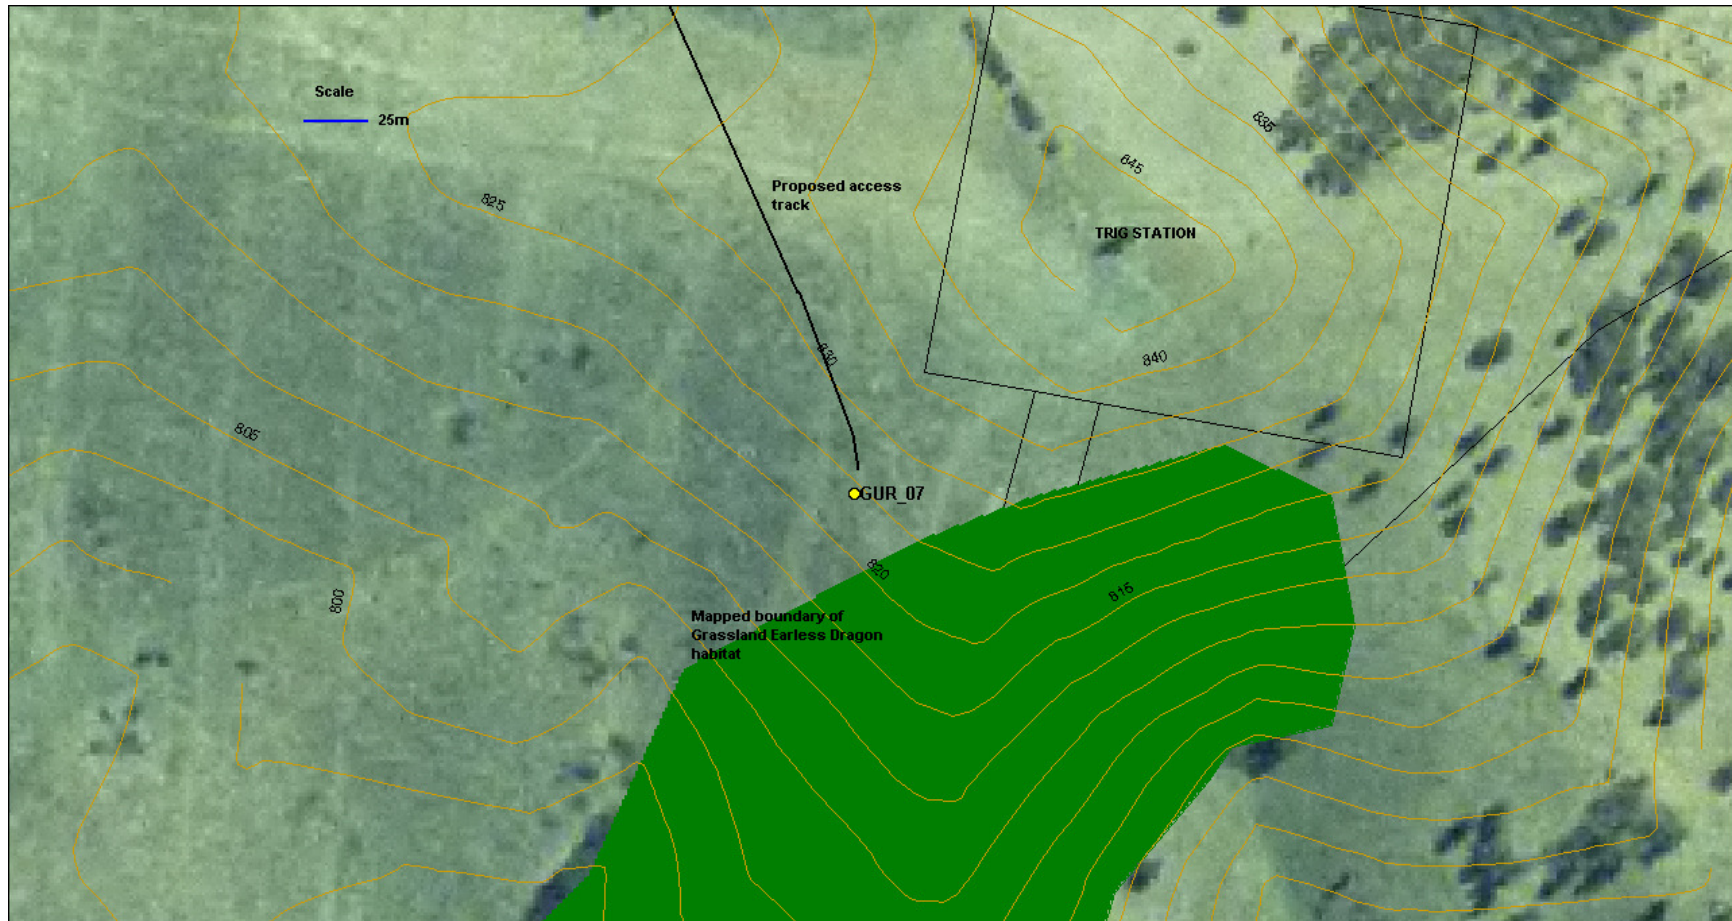 Scale
25m
835
845
Proposed access
track
825
TRIG STATION
830
840
805
GUR_07
820
815
800
Mapped boundary of
Grassland Earless Dragon
habitat